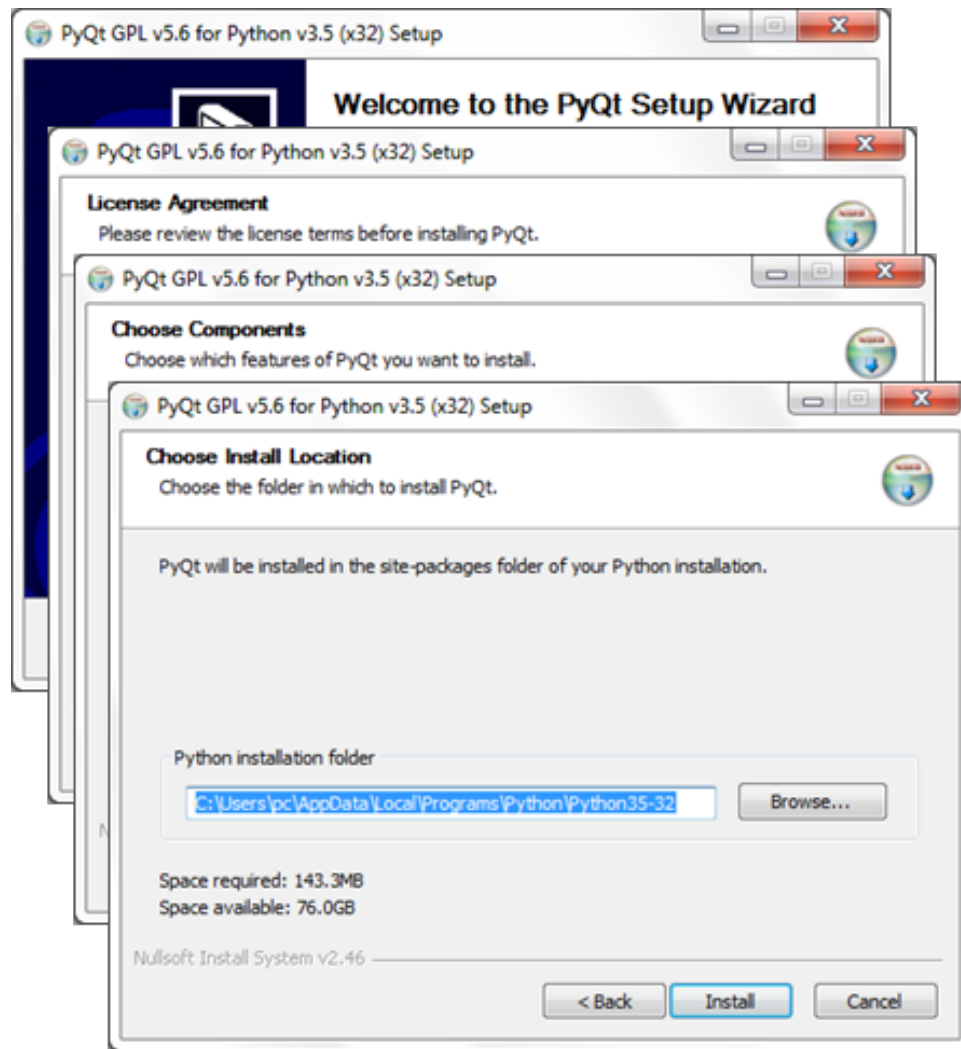 PyQt GPL v5.6 for Python v3.5 (x32) Setup
Welcome to the PyQt Setup Wizard
PyQt GPL v5.6 for Python v3.5 (x32) Setup
License Agreement
Please review the license terms before installing PyQt.
PyQt GPL v5.6 for Python v3.5 (x32) Setup
Choose Components
Choose which features of PyQt you want to install.
PyQt GPL v5.6 for Python v3.5 (x32) Setup
Choose Install Location
Choose the folder in which to install PyQt.
PyQt will be installed in the site-packages folder of your Python installation.
Python installation folder
C:\Users\pc\AppData\Local\Programs\Python\Python35-32
Browse...
Space required: 143.3MB
Space available: 76.0GB
Nullsoft Install System v2.46
< Back
Install
Cancel